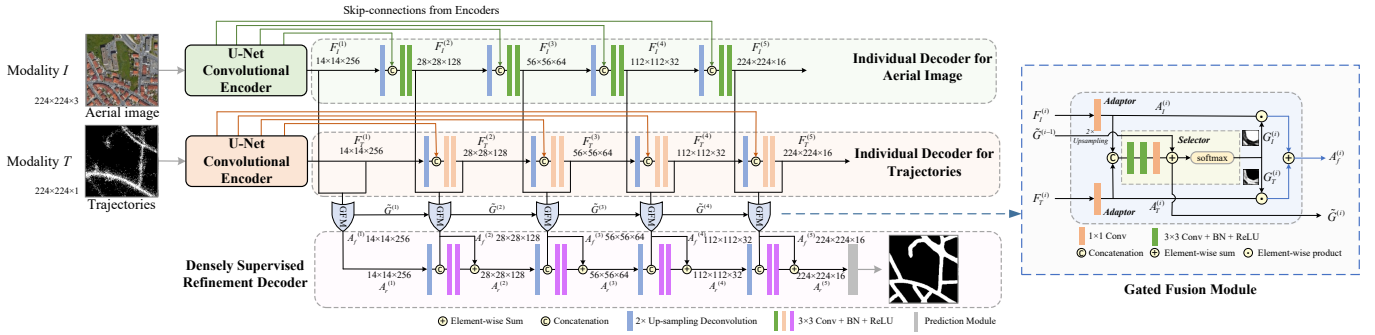 Skip-connections from Encoders
Modality I
224×224×3
Aerial image
U-Net
Convolutional
Encoder
F_I^(1)
14×14×256
F_I^(2)
28×28×128
F_I^(3)
56×56×64
F_I^(4)
112×112×32
F_I^(5)
224×224×16
Individual Decoder for
Aerial Image
Modality T
224×224×1
Trajectories
U-Net
Convolutional
Encoder
F_T^(1)
14×14×256
F_T^(2)
28×28×128
F_T^(3)
56×56×64
F_T^(4)
112×112×32
F_T^(5)
224×224×16
Individual Decoder for
Trajectories
GFM
G̃^(1)
GFM
G̃^(2)
GFM
G̃^(3)
GFM
G̃^(4)
GFM
Densely Supervised
Refinement Decoder
A_f^(1) 14×14×256
A_f^(2) 28×28×128
A_f^(3) 56×56×64
A_f^(4) 112×112×32
A_f^(5) 224×224×16
14×14×256
A_r^(1)
28×28×128
A_r^(2)
56×56×64
A_r^(3)
112×112×32
A_r^(4)
224×224×16
A_r^(5)
+ Element-wise Sum
C Concatenation
2× Up-sampling Deconvolution
3×3 Conv + BN + ReLU
Prediction Module
Adaptor
A_I^(i)
F_I^(i)
G̃^(i-1)
2×
Upsampling
Selector
softmax
G_I^(i)
G_T^(i)
A_f^(i)
F_T^(i)
A_T^(i)
Adaptor
G̃^(i)
1×1 Conv
3×3 Conv + BN + ReLU
C Concatenation
+ Element-wise sum
Element-wise product
Gated Fusion Module